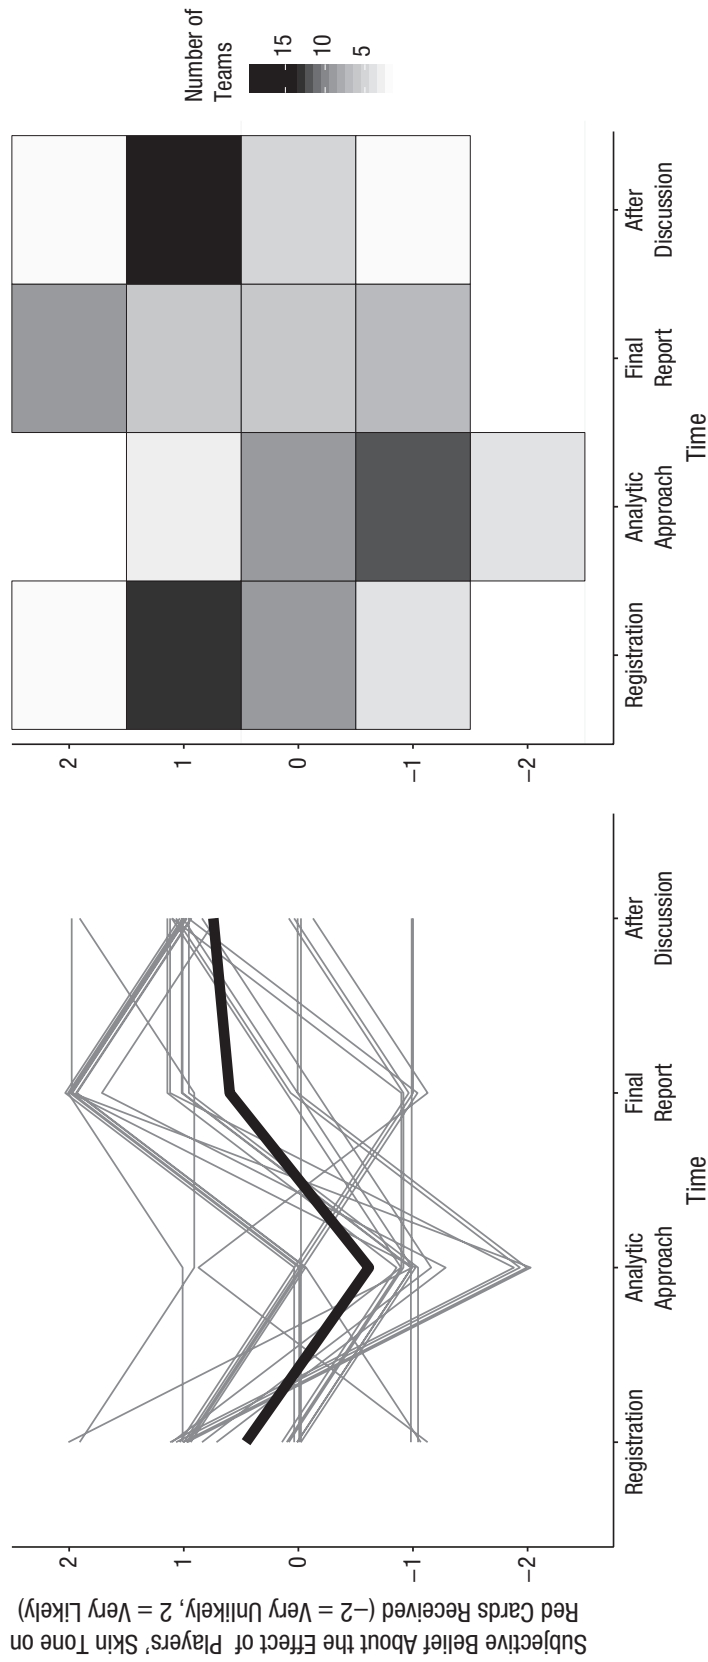 Subjective Belief About the Effect of Players’ Skin Tone on
Red Cards Received (–2 = Very Unlikely, 2 = Very Likely)
2
1
0
–1
–2
Registration
Analytic
Approach
Final
Report
After
Discussion
Time
2
1
0
–1
–2
Registration
Analytic
Approach
Final
Report
After
Discussion
Time
Number of
Teams
15
10
5